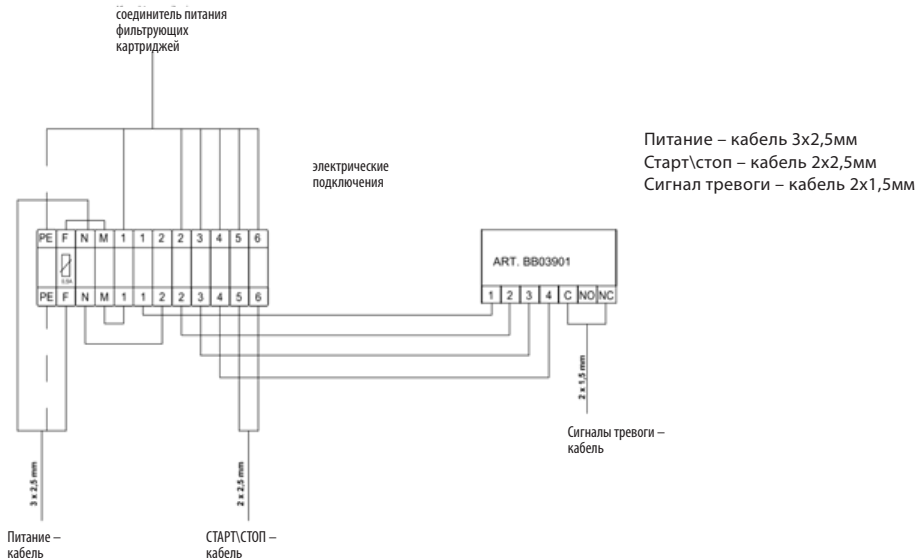 соединитель питания
фильтрующих
картриджей
электрические
подключения
Питание – кабель 3х2,5мм
Старт\стоп – кабель 2х2,5мм
Сигнал тревоги – кабель 2х1,5мм
PE F N M 1 1 2 2 3 4 5 6
0,5A
PE F N M 1 1 2 2 3 4 5 6
ART. BB03901
1 2 3 4 C NO NC
2 x 1,5 mm
Сигналы тревоги –
кабель
3 x 2,5 mm
2 x 2,5 mm
Питание –
кабель
СТАРТ\СТОП –
кабель